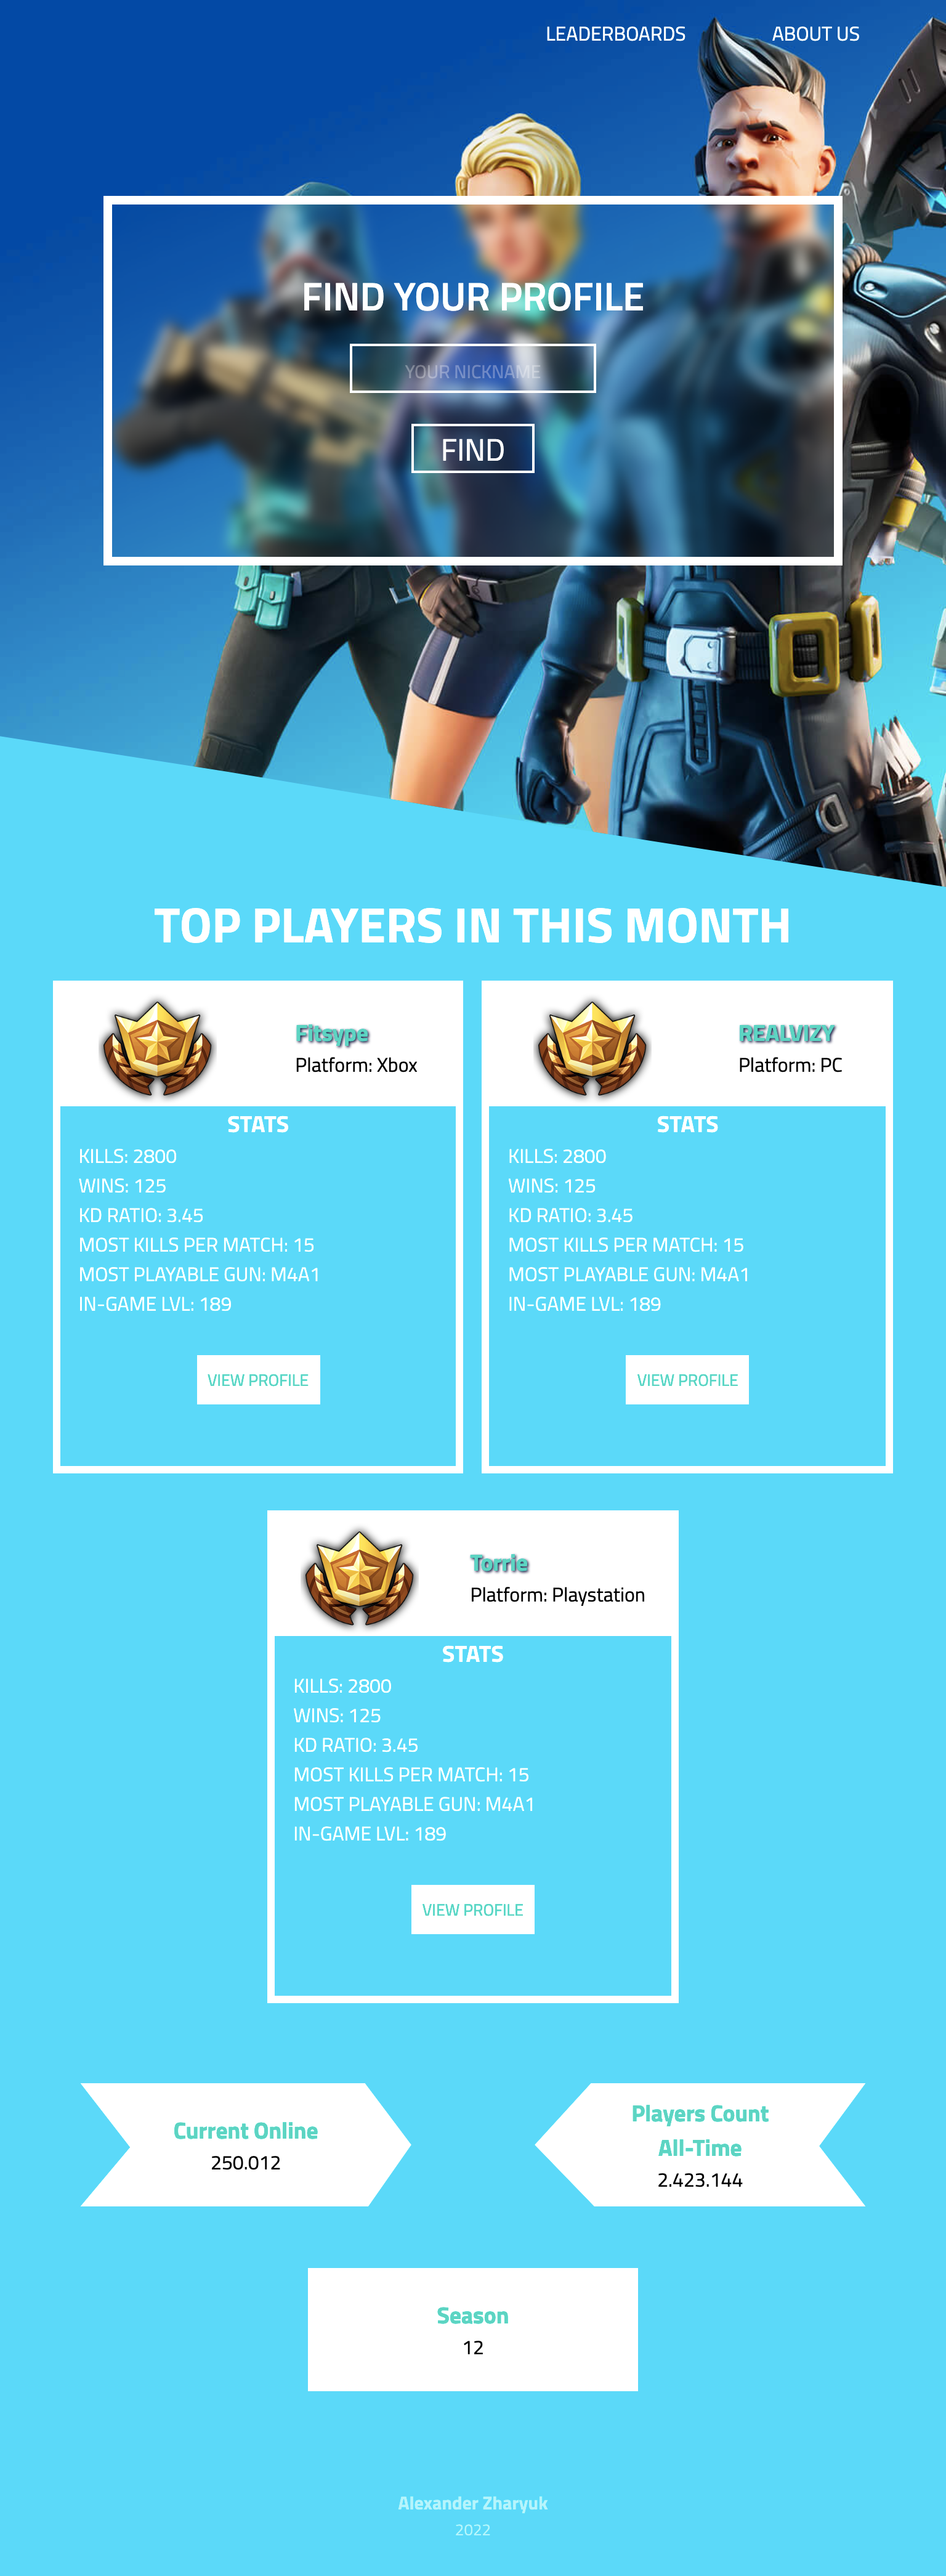 LEADERBOARDS
ABOUT US
FIND YOUR PROFILE
YOUR NICKNAME
FIND
TOP PLAYERS IN THIS MONTH
Fitsype
Platform: Xbox
STATS
KILLS: 2800
WINS: 125
KD RATIO: 3.45
MOST KILLS PER MATCH: 15
MOST PLAYABLE GUN: M4A1
IN-GAME LVL: 189
VIEW PROFILE
REALVIZY
Platform: PC
STATS
KILLS: 2800
WINS: 125
KD RATIO: 3.45
MOST KILLS PER MATCH: 15
MOST PLAYABLE GUN: M4A1
IN-GAME LVL: 189
VIEW PROFILE
Torrie
Platform: Playstation
STATS
KILLS: 2800
WINS: 125
KD RATIO: 3.45
MOST KILLS PER MATCH: 15
MOST PLAYABLE GUN: M4A1
IN-GAME LVL: 189
VIEW PROFILE
Current Online
250.012
Players Count
All-Time
2.423.144
Season
12
Alexander Zharyuk
2022